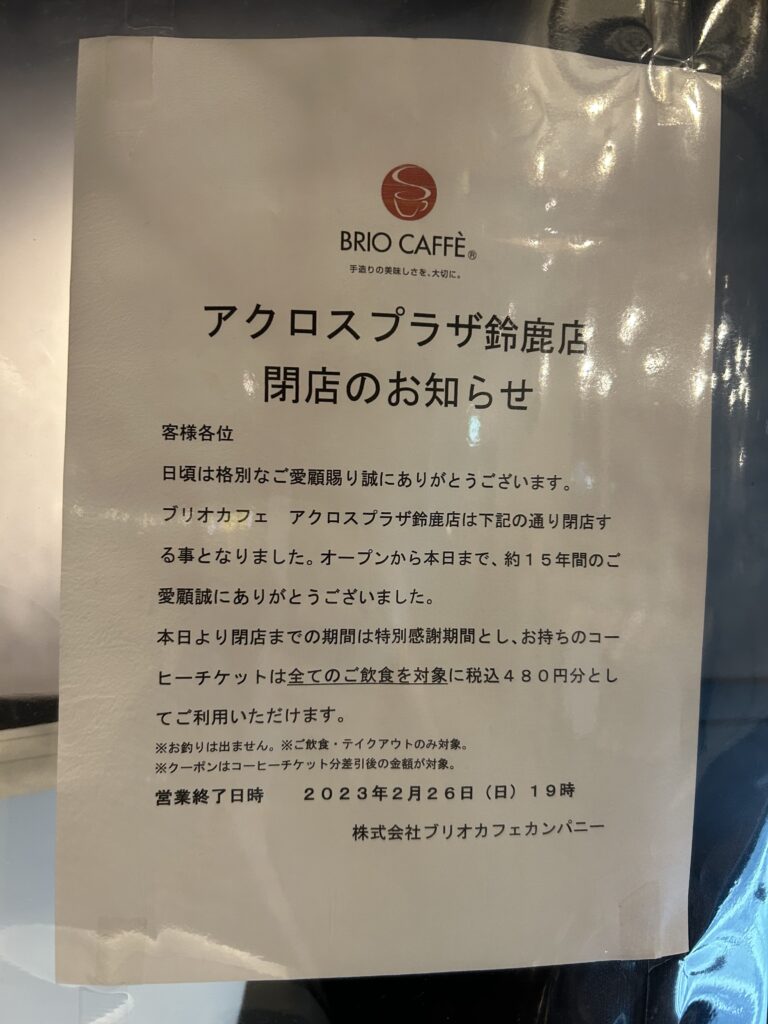 BRIO CAFFÈ®
手造りの美味しさを、大切に。
アクロスプラザ鈴鹿店
閉店のお知らせ
客様各位
日頃は格別なご愛顧賜り誠にありがとうございます。
ブリオカフェ　アクロスプラザ鈴鹿店は下記の通り閉店す
る事となりました。オープンから本日まで、約１５年間のご
愛顧誠にありがとうございました。
本日より閉店までの期間は特別感謝期間とし、お持ちのコー
ヒーチケットは全てのご飲食を対象に税込４８０円分とし
てご利用いただけます。
※お釣りは出ません。※ご飲食・テイクアウトのみ対象。
※クーポンはコーヒーチケット分差引後の金額が対象。
営業終了日時　　２０２３年２月２６日（日）１９時
株式会社ブリオカフェカンパニー